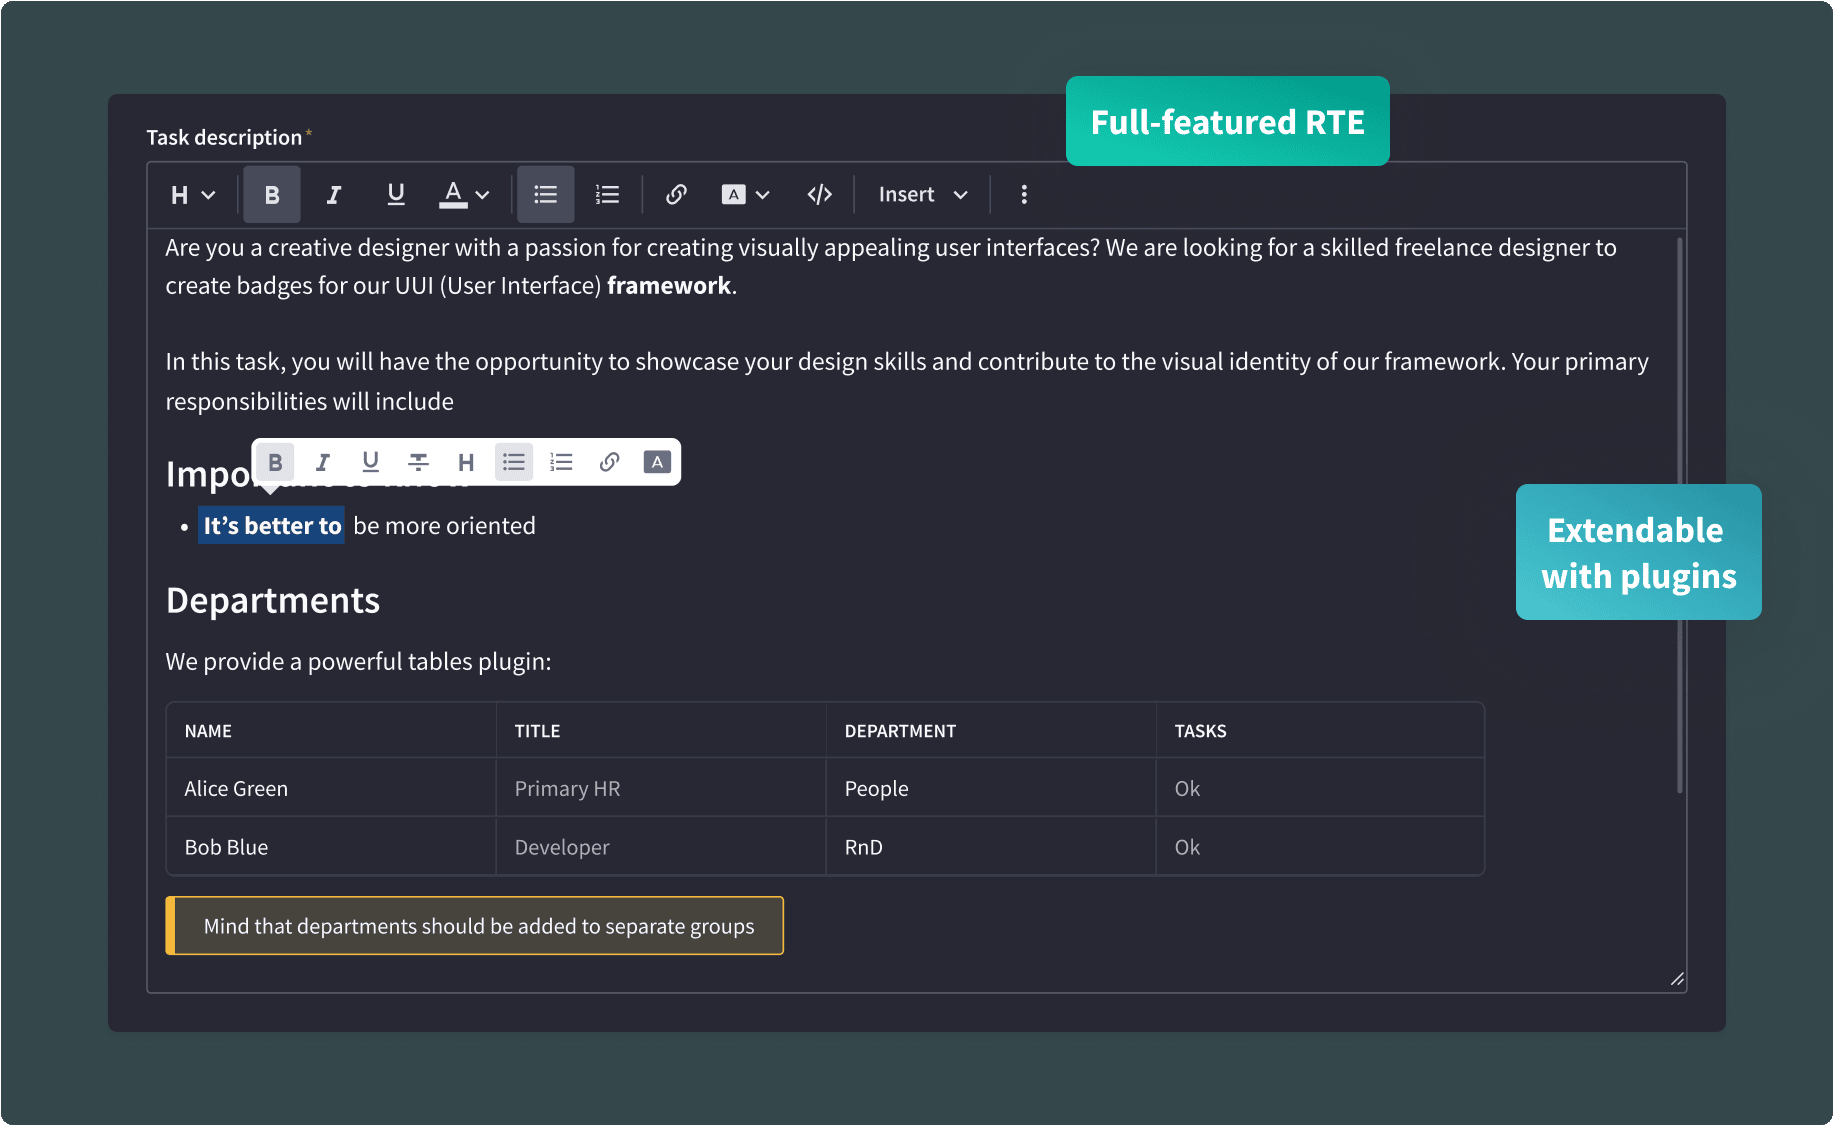 Full-featured RTE
Task description*
H B I U A A </> Insert
Are you a creative designer with a passion for creating visually appealing user interfaces? We are looking for a skilled freelance designer to
create badges for our UUI (User Interface) framework.
In this task, you will have the opportunity to showcase your design skills and contribute to the visual identity of our framework. Your primary
responsibilities will include
B I U S H A
• It’s better to be more oriented
Extendable
with plugins
Departments
We provide a powerful tables plugin:
NAME TITLE DEPARTMENT TASKS
Alice Green Primary HR People Ok
Bob Blue Developer RnD Ok
Mind that departments should be added to separate groups